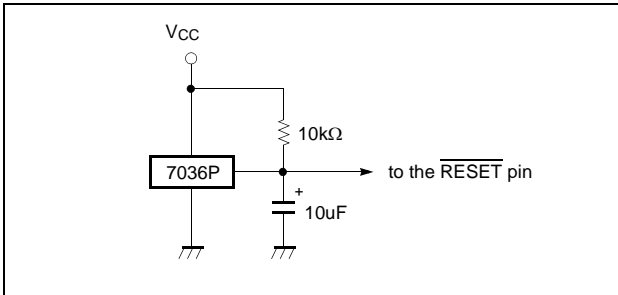 VCC
10kΩ
7036P
to the RESET pin
+
10uF